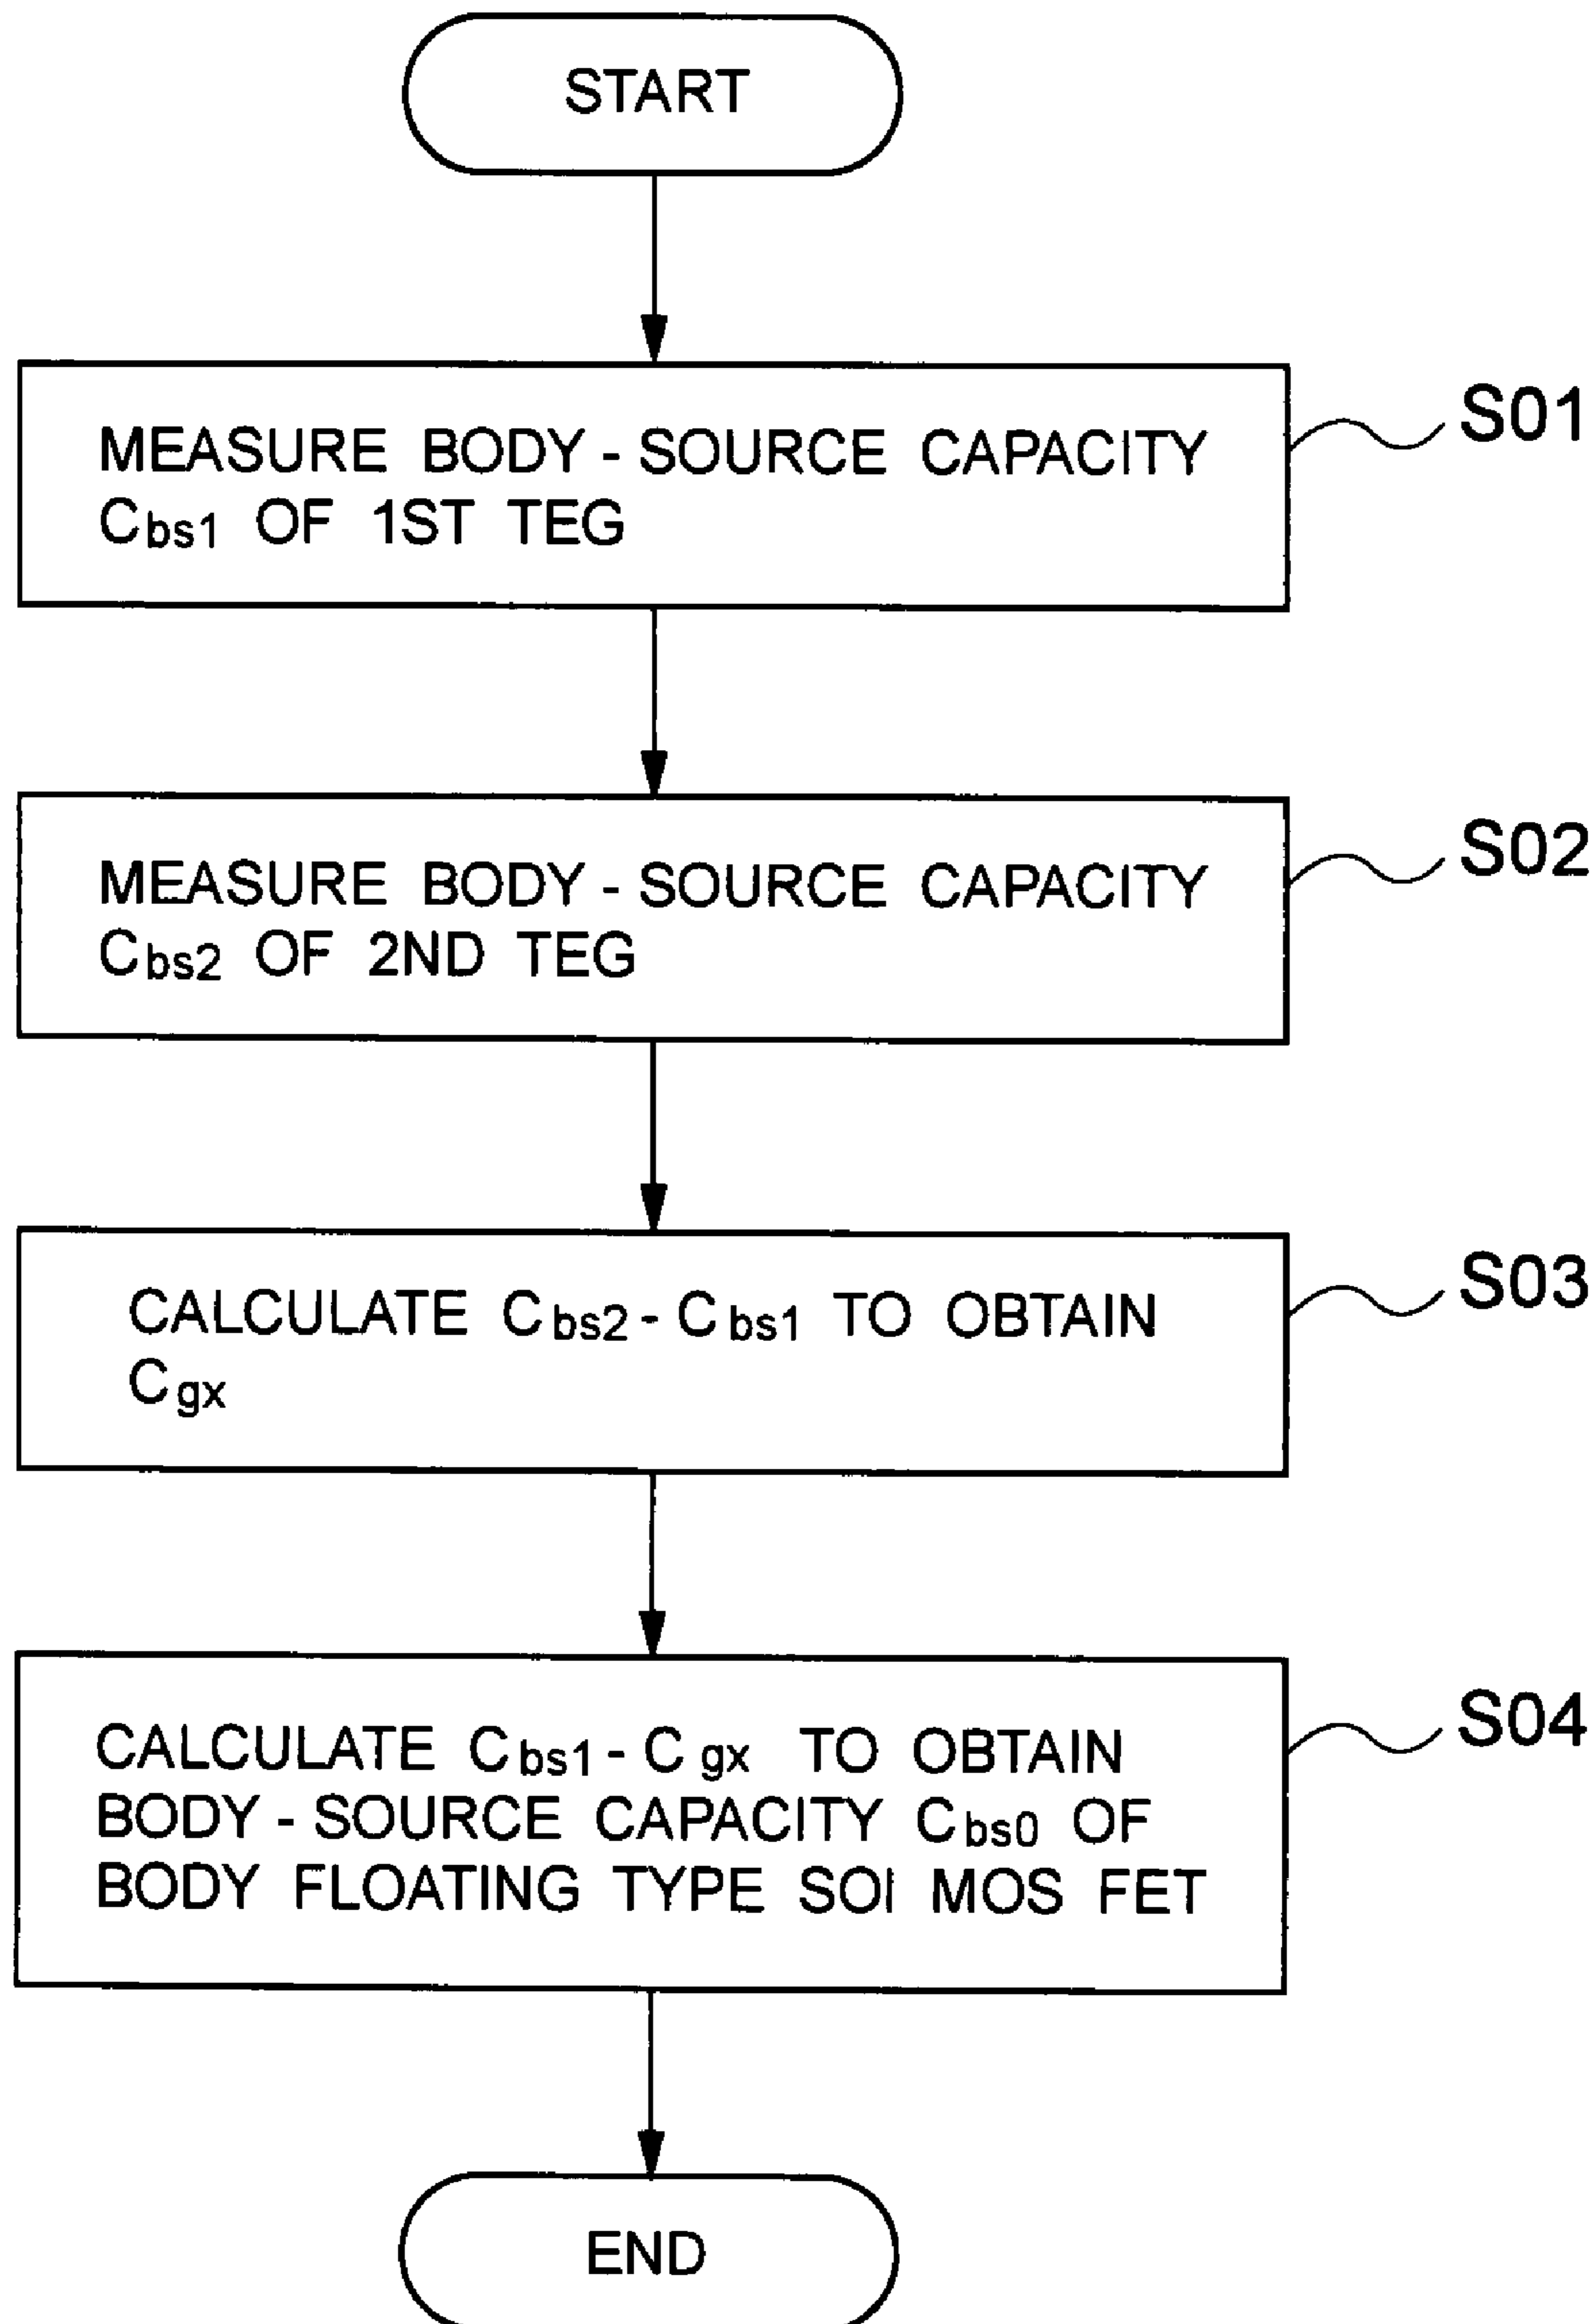 START
MEASURE BODY - SOURCE CAPACITY
Cbs1 OF 1ST TEG
S01
MEASURE BODY - SOURCE CAPACITY
Cbs2 OF 2ND TEG
S02
CALCULATE Cbs2 - Cbs1 TO OBTAIN
Cgx
S03
CALCULATE Cbs1 - Cgx TO OBTAIN
BODY - SOURCE CAPACITY Cbs0 OF
BODY FLOATING TYPE SOI MOS FET
S04
END